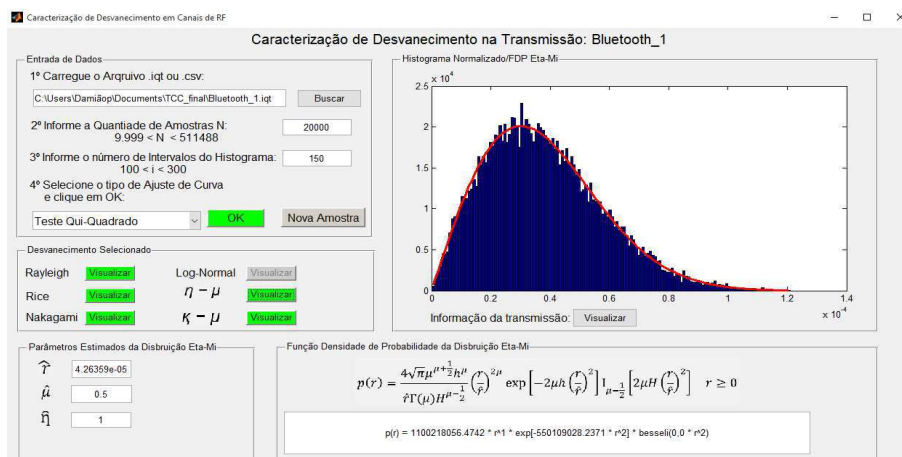 Caracterização de Desvanecimento em Canais de RF
Caracterização de Desvanecimento na Transmissão: Bluetooth_1
Entrada de Dados
1º Carregue o Arqruivo .iqt ou .csv:
C:\Users\Damiãop\Documents\TCC_final\Bluetooth_1.iqt Buscar
2º Informe a Quantiade de Amostras N: 20000
9.999 < N < 511488
3º Informe o número de Intervalos do Histograma: 150
100 < i < 300
4º Selecione o tipo de Ajuste de Curva
e clique em OK:
Teste Qui-Quadrado OK Nova Amostra
Desvanecimento Selecionado
Rayleigh Visualizar Log-Normal Visualizar
Rice Visualizar η − μ Visualizar
Nakagami Visualizar κ − μ Visualizar
Histograma Normalizado/FDP Eta-Mi
x 10^4
2.5
2
1.5
1
0.5
0
0 0.2 0.4 0.6 0.8 1 1.2 1.4
x 10^-4
Informação da transmissão: Visualizar
Parâmetros Estimados da Disbruição Eta-Mi
r̂ 4.26359e-05
μ̂ 0.5
η̂ 1
Função Densidade de Probabilidade da Disbruição Eta-Mi
p(r) = 4√π μ^(μ+1/2) h^μ / (r̂ Γ(μ) H^(μ−1/2)) (r/r̂)^(2μ) exp[−2μh (r/r̂)^2] I_(μ−1/2) [2μH (r/r̂)^2] r ≥ 0
p(r) = 1100218056.4742 * r^1 * exp[-550109028.2371 * r^2] * besseli(0,0 * r^2)